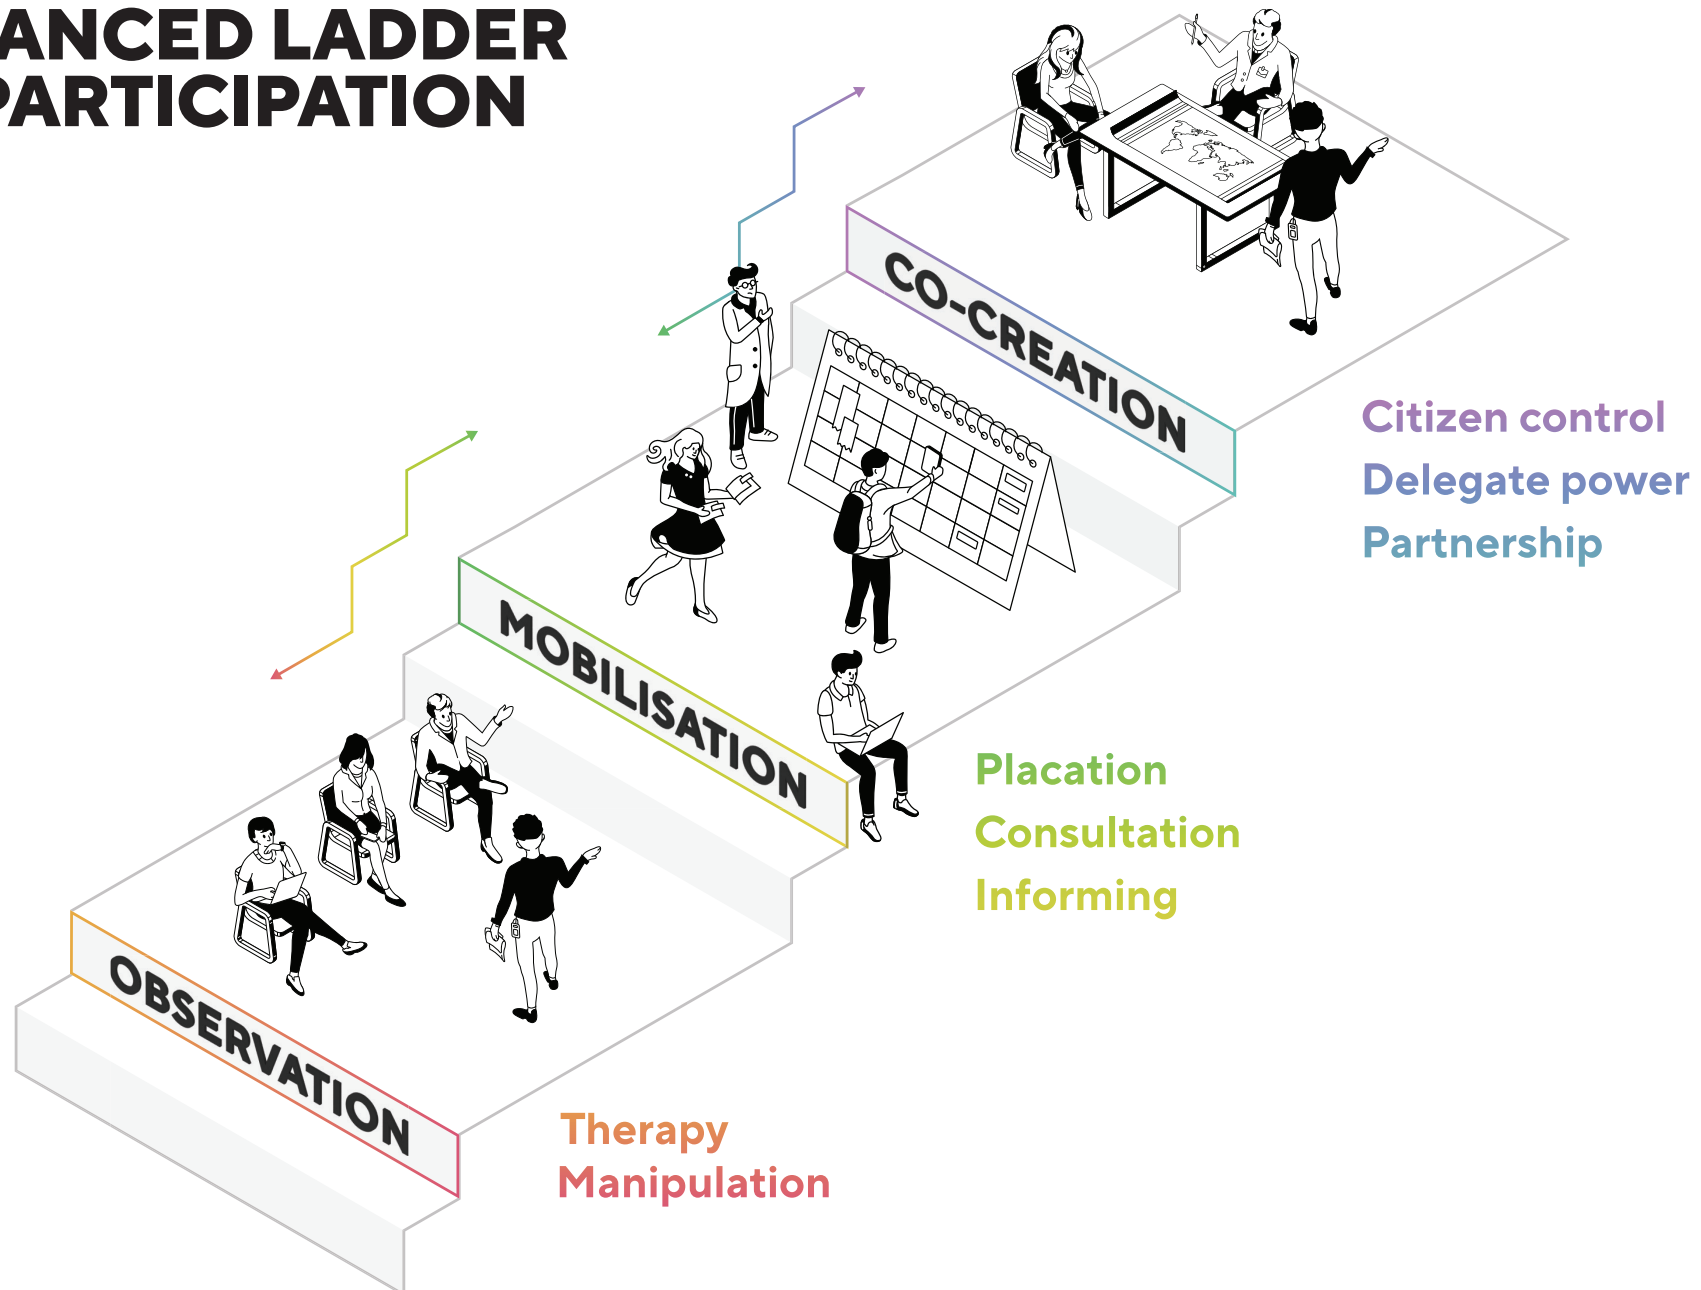 ANCED LADDER
PARTICIPATION
CO-CREATION
Citizen control
Delegate power
Partnership
MOBILISATION
Placation
Consultation
Informing
OBSERVATION
Therapy
Manipulation